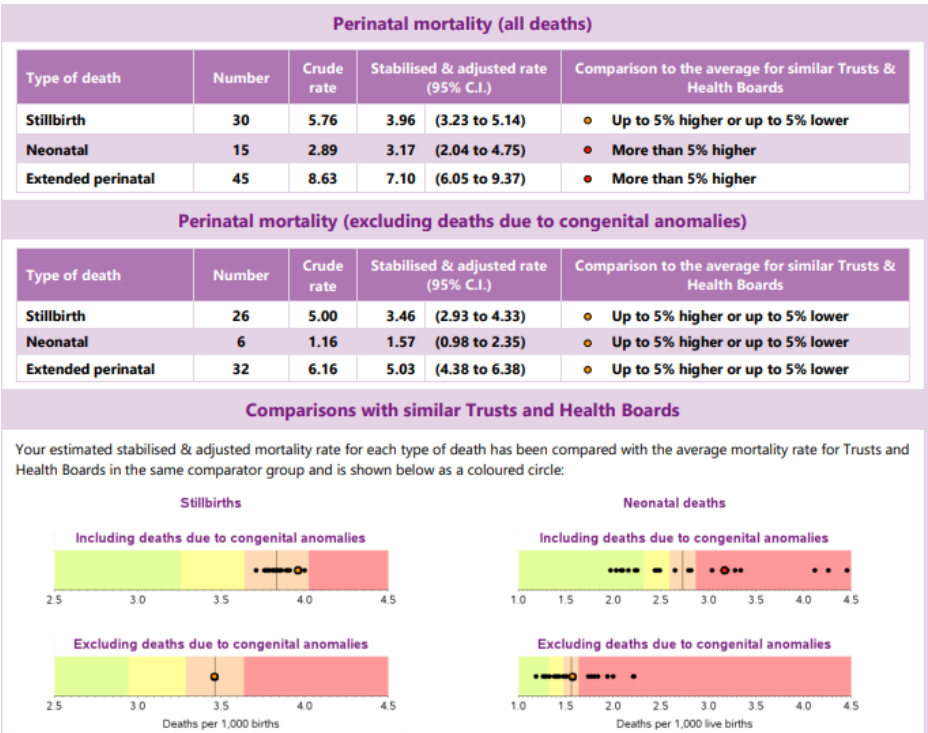 Perinatal mortality (all deaths)
Type of death Number Crude rate Stabilised & adjusted rate (95% C.I.) Comparison to the average for similar Trusts & Health Boards
Stillbirth 30 5.76 3.96 (3.23 to 5.14) Up to 5% higher or up to 5% lower
Neonatal 15 2.89 3.17 (2.04 to 4.75) More than 5% higher
Extended perinatal 45 8.63 7.10 (6.05 to 9.37) More than 5% higher
Perinatal mortality (excluding deaths due to congenital anomalies)
Type of death Number Crude rate Stabilised & adjusted rate (95% C.I.) Comparison to the average for similar Trusts & Health Boards
Stillbirth 26 5.00 3.46 (2.93 to 4.33) Up to 5% higher or up to 5% lower
Neonatal 6 1.16 1.57 (0.98 to 2.35) Up to 5% higher or up to 5% lower
Extended perinatal 32 6.16 5.03 (4.38 to 6.38) Up to 5% higher or up to 5% lower
Comparisons with similar Trusts and Health Boards
Your estimated stabilised & adjusted mortality rate for each type of death has been compared with the average mortality rate for Trusts and
Health Boards in the same comparator group and is shown below as a coloured circle:
Stillbirths
Including deaths due to congenital anomalies
2.5 3.0 3.5 4.0 4.5
Excluding deaths due to congenital anomalies
2.5 3.0 3.5 4.0 4.5
Deaths per 1,000 births
Neonatal deaths
Including deaths due to congenital anomalies
1.0 1.5 2.0 2.5 3.0 3.5 4.0 4.5
Excluding deaths due to congenital anomalies
1.0 1.5 2.0 2.5 3.0 3.5 4.0 4.5
Deaths per 1,000 live births